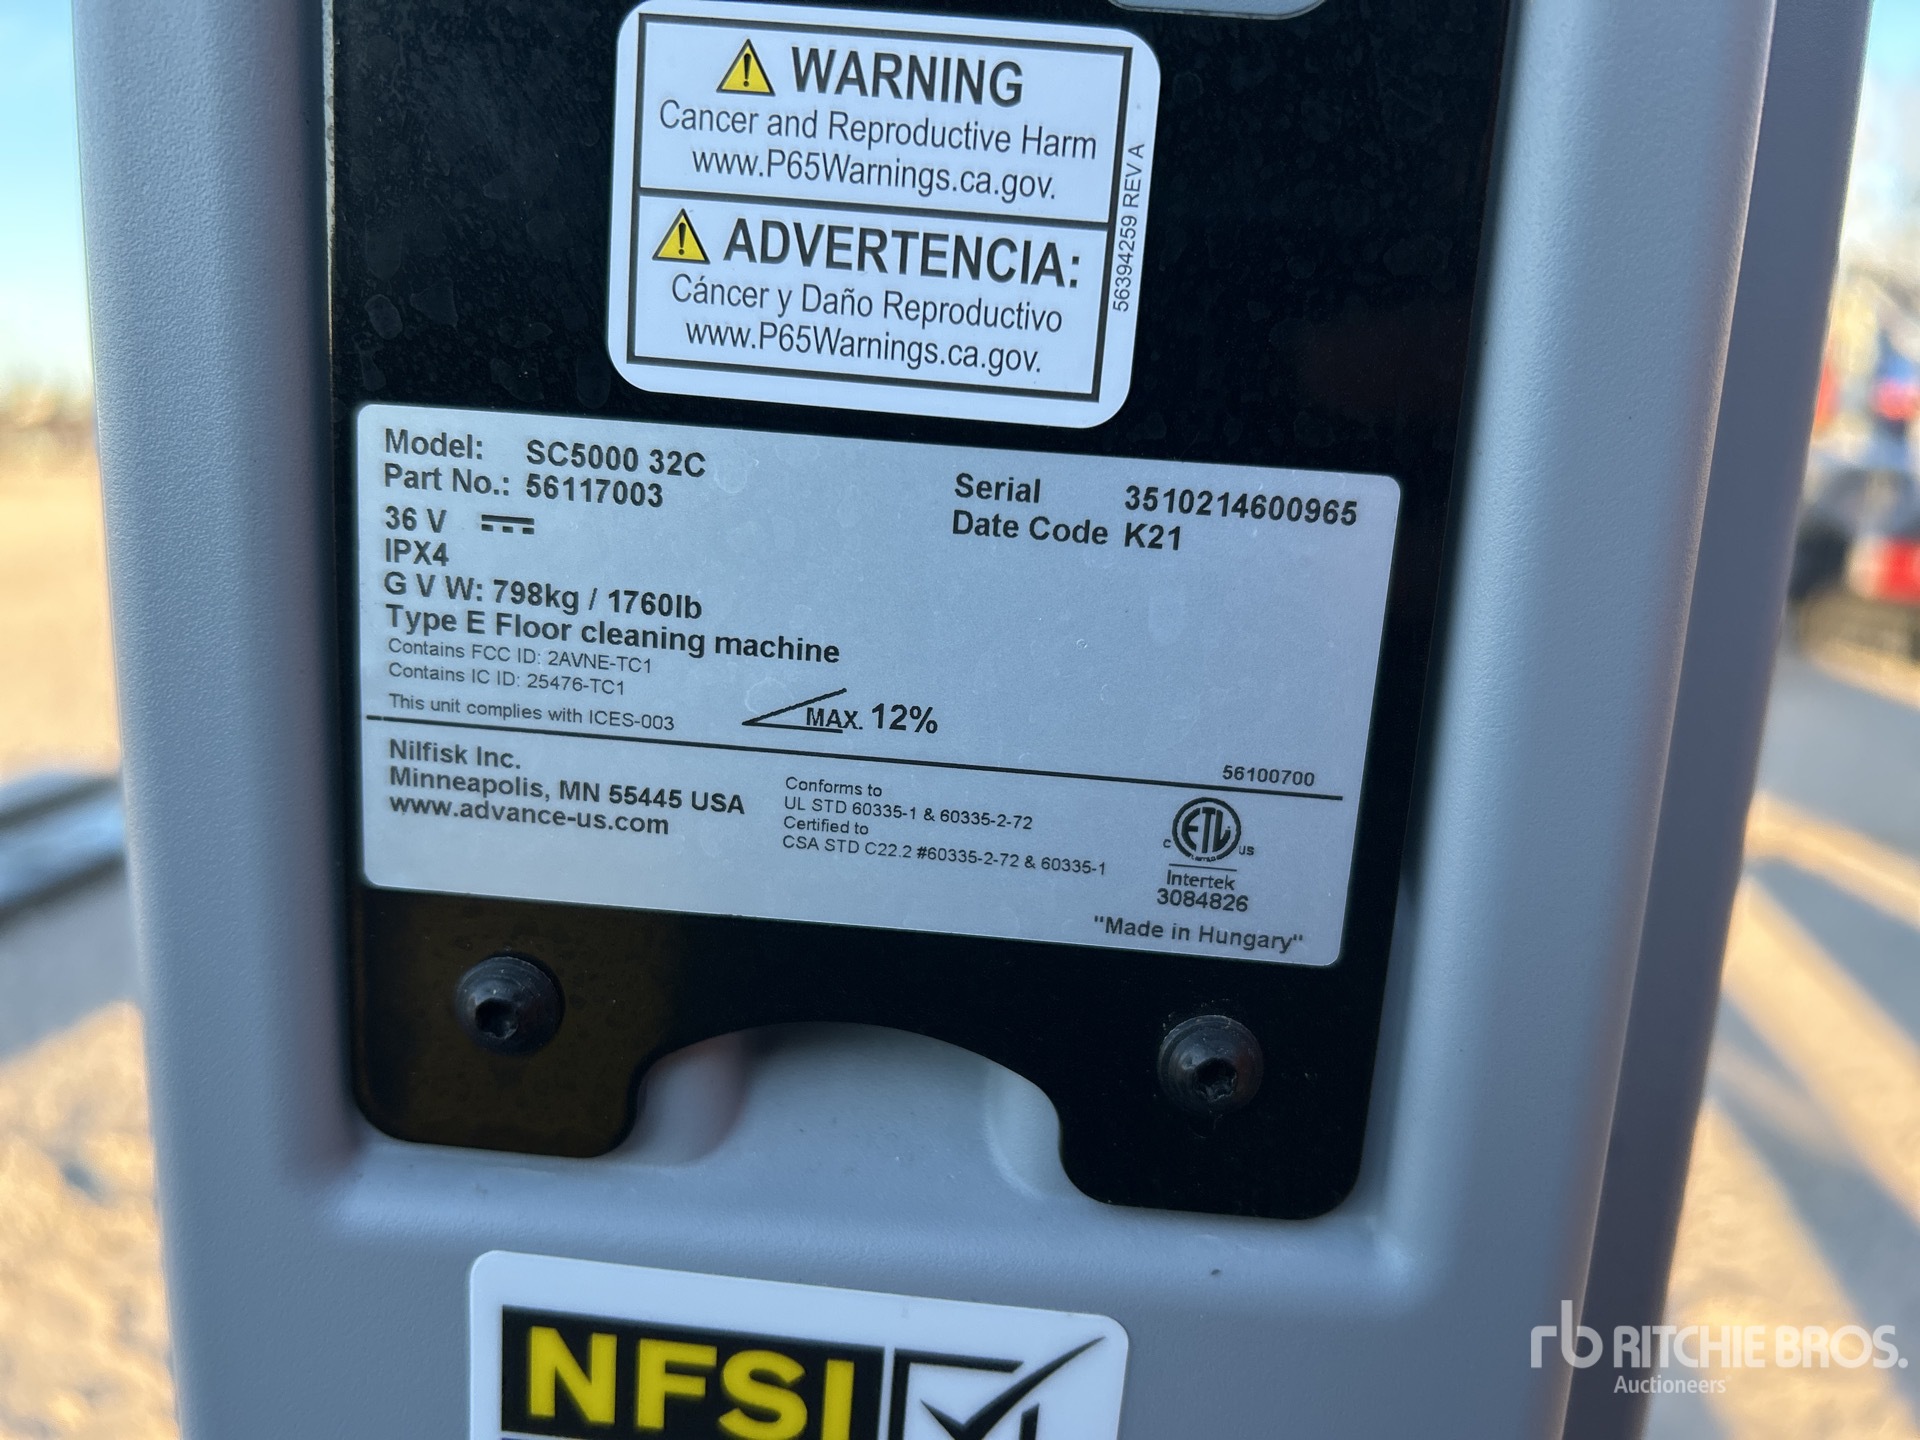 WARNING
Cancer and Reproductive Harm
www.P65Warnings.ca.gov.
ADVERTENCIA:
Cáncer y Daño Reproductivo
www.P65Warnings.ca.gov.
56394259 REV A
Model: SC5000 32C
Part No.: 56117003
Serial 3510214600965
Date Code K21
36 V
IPX4
G V W: 798kg / 1760lb
Type E Floor cleaning machine
Contains FCC ID: 2AVNE-TC1
Contains IC ID: 25476-TC1
This unit complies with ICES-003
MAX. 12%
56100700
Nilfisk Inc.
Minneapolis, MN 55445 USA
www.advance-us.com
Conforms to
UL STD 60335-1 & 60335-2-72
Certified to
CSA STD C22.2 #60335-2-72 & 60335-1
ETL
c us
Intertek
3084826
"Made in Hungary"
NFSI
rb RITCHIE BROS.
Auctioneers